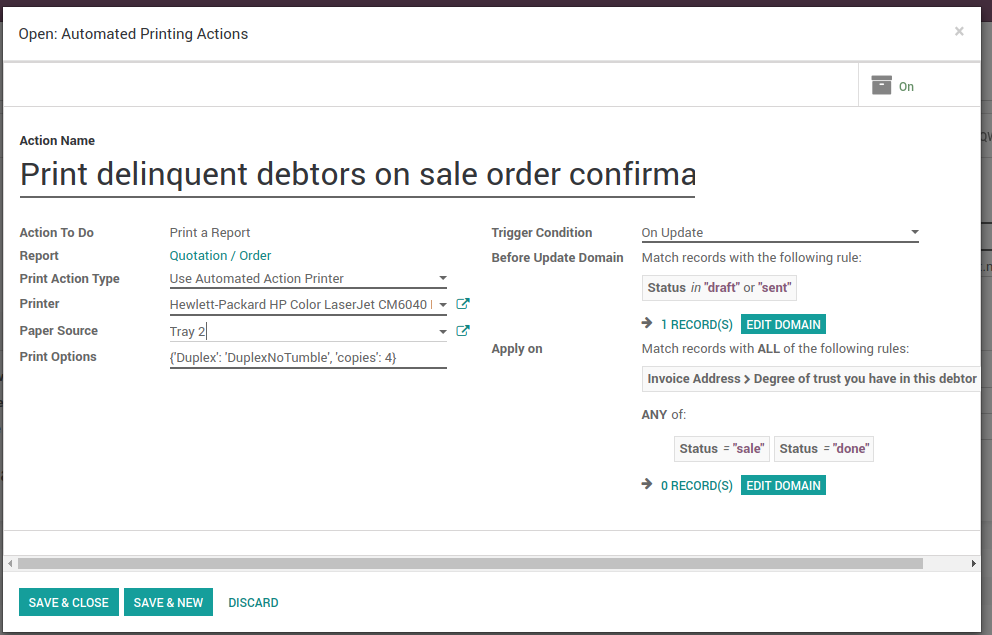 Open: Automated Printing Actions
×
On
Action Name
Print delinquent debtors on sale order confirma
Action To Do Print a Report
Report Quotation / Order
Print Action Type Use Automated Action Printer
Printer Hewlett-Packard HP Color LaserJet CM6040
Paper Source Tray 2
Print Options {'Duplex': 'DuplexNoTumble', 'copies': 4}
Trigger Condition On Update
Before Update Domain Match records with the following rule:
Status in "draft" or "sent"
1 RECORD(S) EDIT DOMAIN
Apply on Match records with ALL of the following rules:
Invoice Address > Degree of trust you have in this debtor
ANY of:
Status = "sale" Status = "done"
0 RECORD(S) EDIT DOMAIN
SAVE & CLOSE SAVE & NEW DISCARD